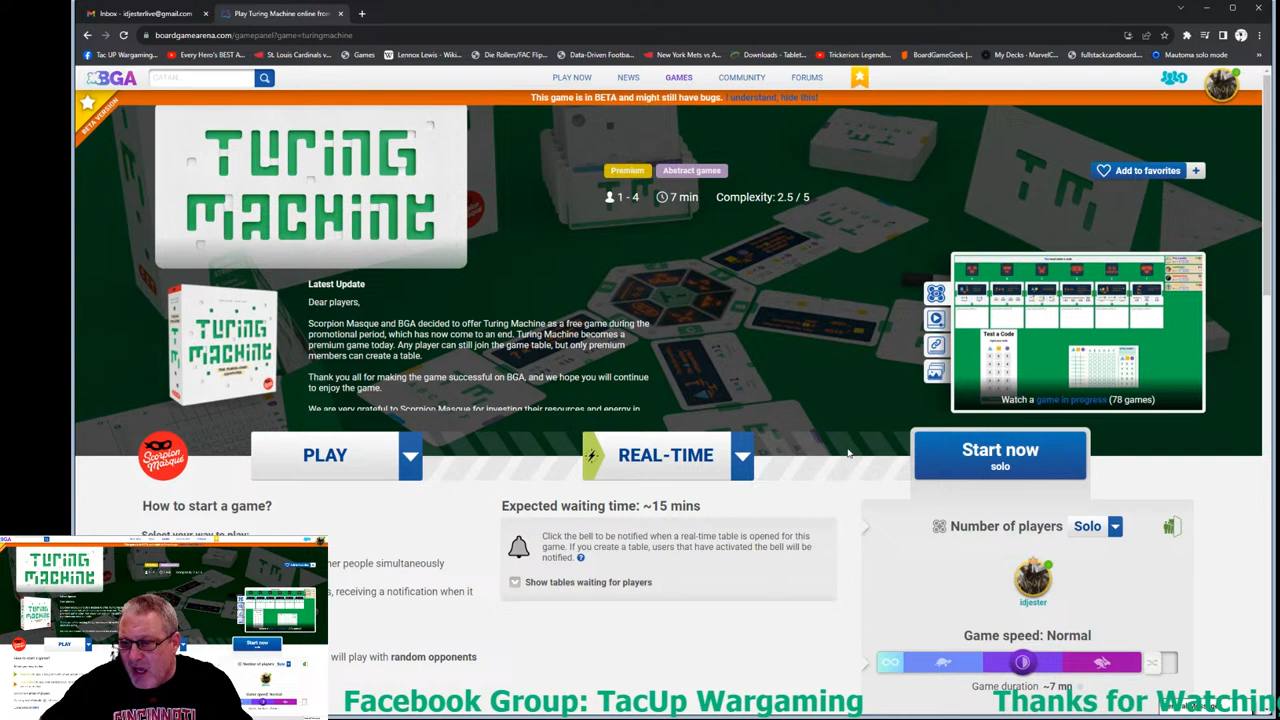 Inbox - idjesterlive@gmail.com
Play Turing Machine online from
boardgamearena.com/gamepanel?game=turingmachine
Tac UP Wargaming...
Every Hero's BEST A...
St. Louis Cardinals v...
Games
Lennox Lewis - Wiki...
Die Rollers/FAC Flip...
Data-Driven Footba...
New York Mets vs A...
Downloads - Tablet...
Trickerion: Legends...
BoardGameGeek | J...
My Decks - MarvelC...
fullstackcardboard...
Mautoma solo mode
BGA
CATAN
PLAY NOW
NEWS
GAMES
COMMUNITY
FORUMS
This game is in BETA and might still have bugs. I understand, hide this!
BETA VERSION
TURING
MACHINE
Premium
Abstract games
1 - 4
7 min
Complexity: 2.5 / 5
Add to favorites
Latest Update
Dear players,
Scorpion Masque and BGA decided to offer Turing Machine as a free game during the
promotional period, which has now come to an end. Turing Machine becomes a
premium game today. Any player can still join the game table, but only premium
members can create a table.
Thank you all for making the game successful on BGA, and we hope you will continue
to enjoy the game.
We are very grateful to Scorpion Masque for investing their resources and energy in
TURING
MACHINE
Test a Code
Watch a game in progress (78 games)
Scorpion
Masque
PLAY
REAL-TIME
Start now
solo
How to start a game?
Expected waiting time: ~15 mins
Number of players
Solo
Select your way to play:
Click here to be notified when a real-time table is opened for this
game. If you create a table, users that have activated the bell will be
notified.
Show tables waiting for players
her people simultaneously
s, receiving a notification when it
will play with random opponents
idjester
Game speed: Normal
Game duration ~7 mn
TURING
MACHINE
PLAY
Start now
solo
CINCINNATI
Facebook Group Table Top Wargaming
Thanks for Watching